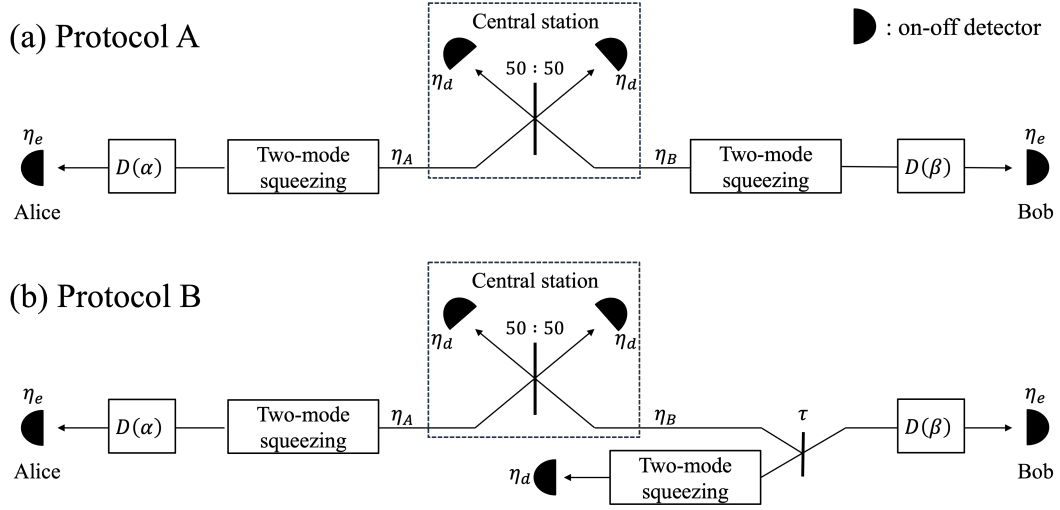 (a) Protocol A
Central station
: on-off detector
50 : 50
η_d
η_d
η_e
D(α)
Two-mode
squeezing
η_A
η_B
Two-mode
squeezing
D(β)
η_e
Alice
Bob
(b) Protocol B
Central station
50 : 50
η_d
η_d
η_e
D(α)
Two-mode
squeezing
η_A
η_B
τ
D(β)
η_e
Alice
η_d
Two-mode
squeezing
Bob